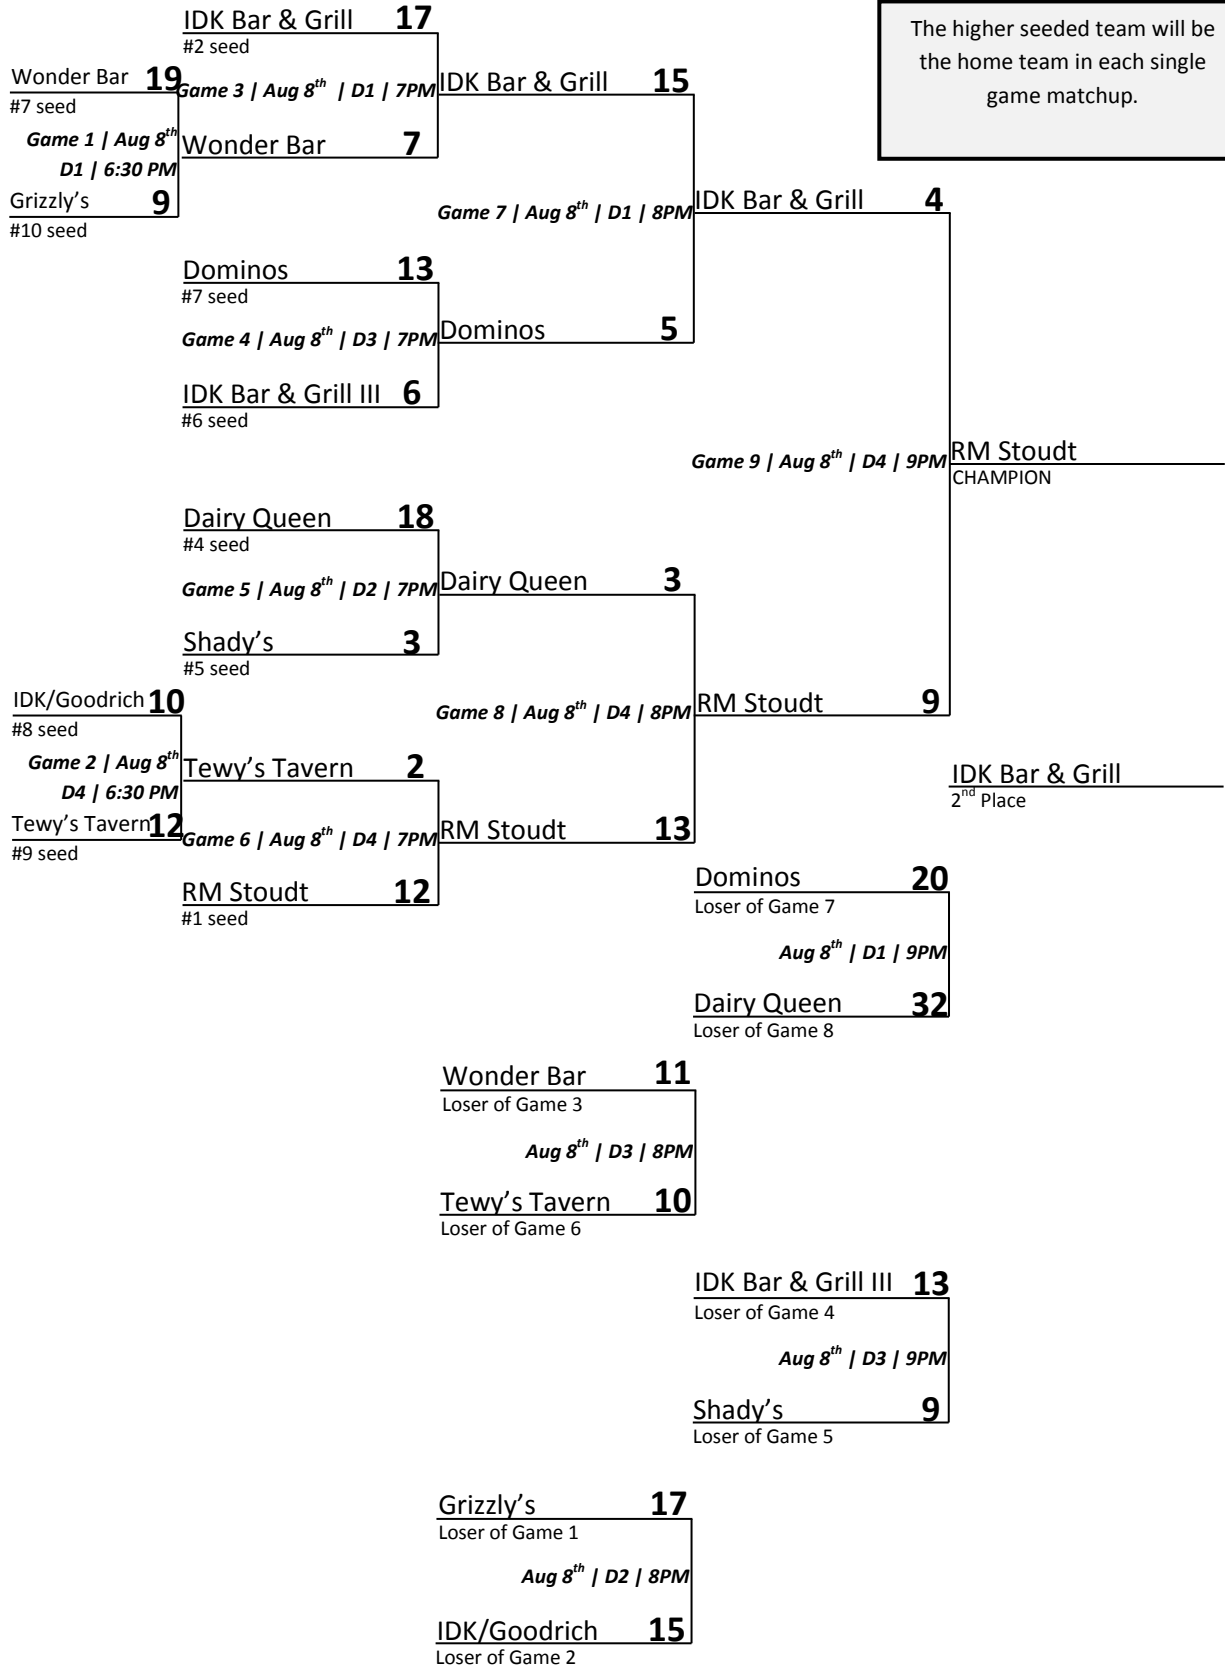 The higher seeded team will be
the home team in each single
game matchup.
IDK Bar & Grill 17
#2 seed
Wonder Bar 19
#7 seed
Game 3 | Aug 8th | D1 | 7PM
IDK Bar & Grill 15
Game 1 | Aug 8th
D1 | 6:30 PM
Wonder Bar 7
Grizzly's 9
#10 seed
Game 7 | Aug 8th | D1 | 8PM
IDK Bar & Grill 4
Dominos 13
#7 seed
Game 4 | Aug 8th | D3 | 7PM
Dominos 5
IDK Bar & Grill III 6
#6 seed
Game 9 | Aug 8th | D4 | 9PM
RM Stoudt
CHAMPION
Dairy Queen 18
#4 seed
Game 5 | Aug 8th | D2 | 7PM
Dairy Queen 3
Shady's 3
#5 seed
IDK/Goodrich 10
#8 seed
Game 8 | Aug 8th | D4 | 8PM
RM Stoudt 9
Game 2 | Aug 8th
D4 | 6:30 PM
Tewy's Tavern 2
IDK Bar & Grill
2nd Place
Tewy's Tavern 12
#9 seed
Game 6 | Aug 8th | D4 | 7PM
RM Stoudt 13
RM Stoudt 12
#1 seed
Dominos 20
Loser of Game 7
Aug 8th | D1 | 9PM
Dairy Queen 32
Loser of Game 8
Wonder Bar 11
Loser of Game 3
Aug 8th | D3 | 8PM
Tewy's Tavern 10
Loser of Game 6
IDK Bar & Grill III 13
Loser of Game 4
Aug 8th | D3 | 9PM
Shady's 9
Loser of Game 5
Grizzly's 17
Loser of Game 1
Aug 8th | D2 | 8PM
IDK/Goodrich 15
Loser of Game 2